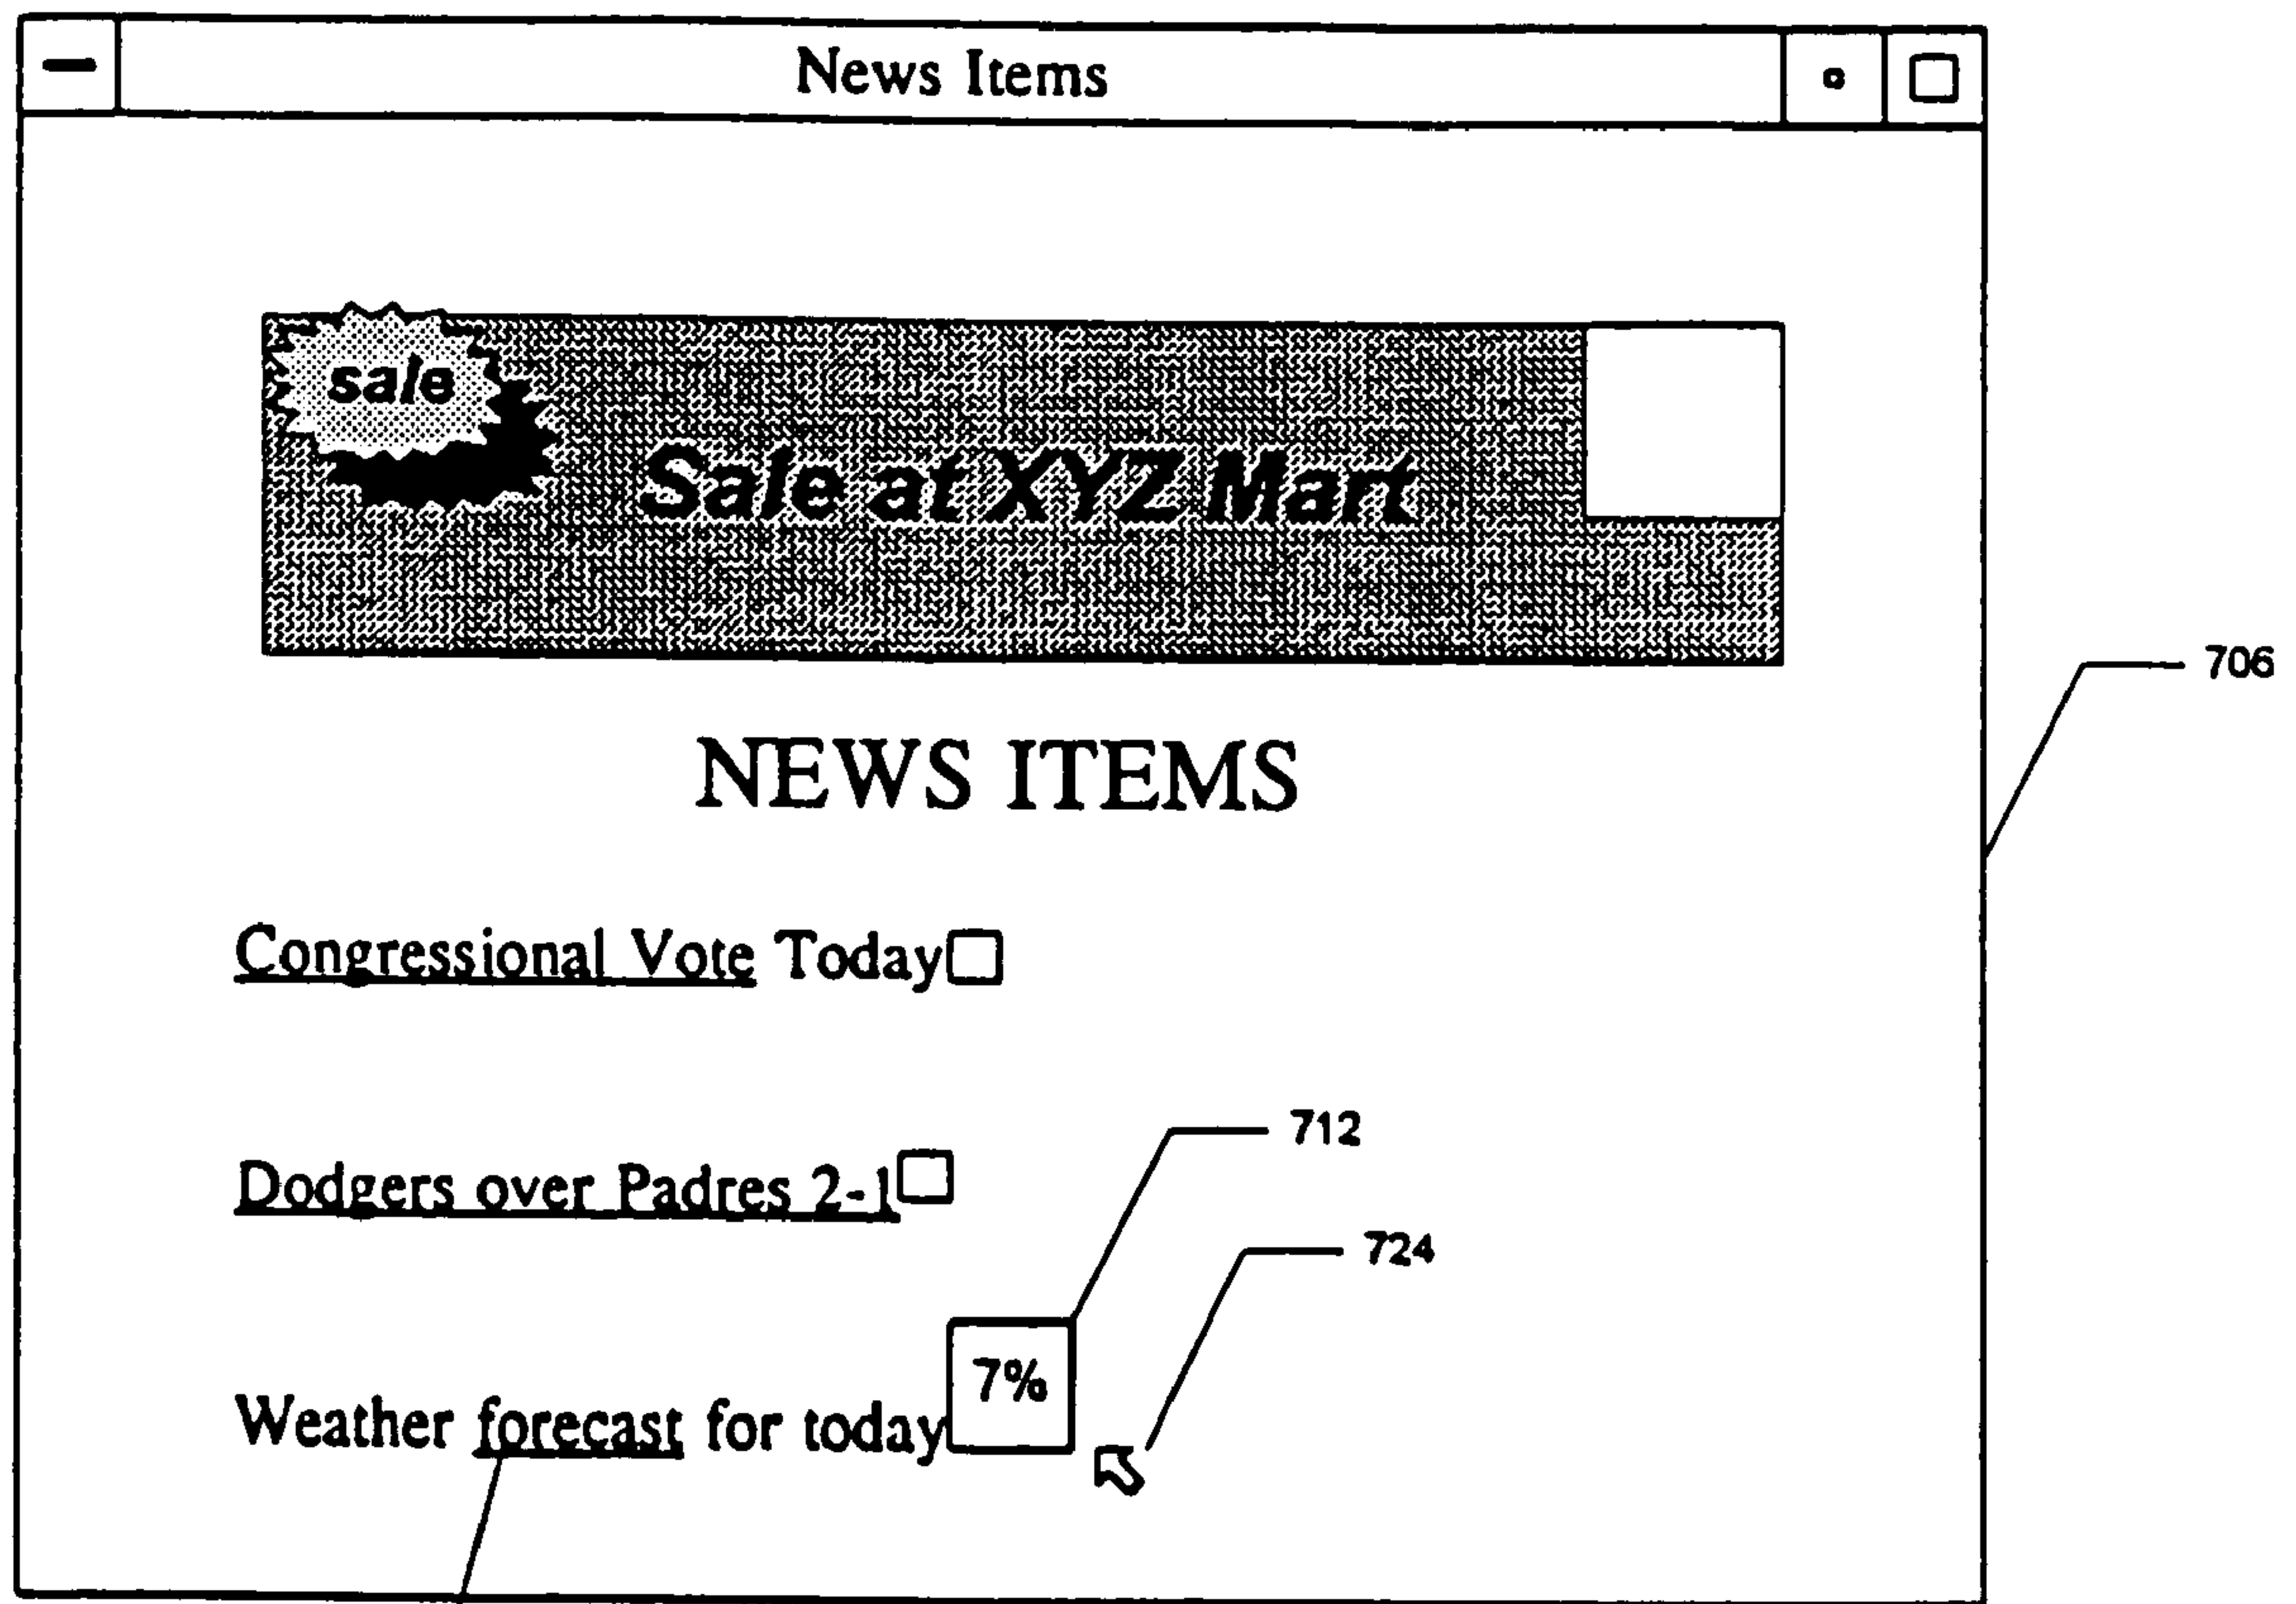 News Items
sale
Sale at XYZ Mart
706
NEWS ITEMS
Congressional Vote Today
712
Dodgers over Padres 2-1
724
7%
Weather forecast for today